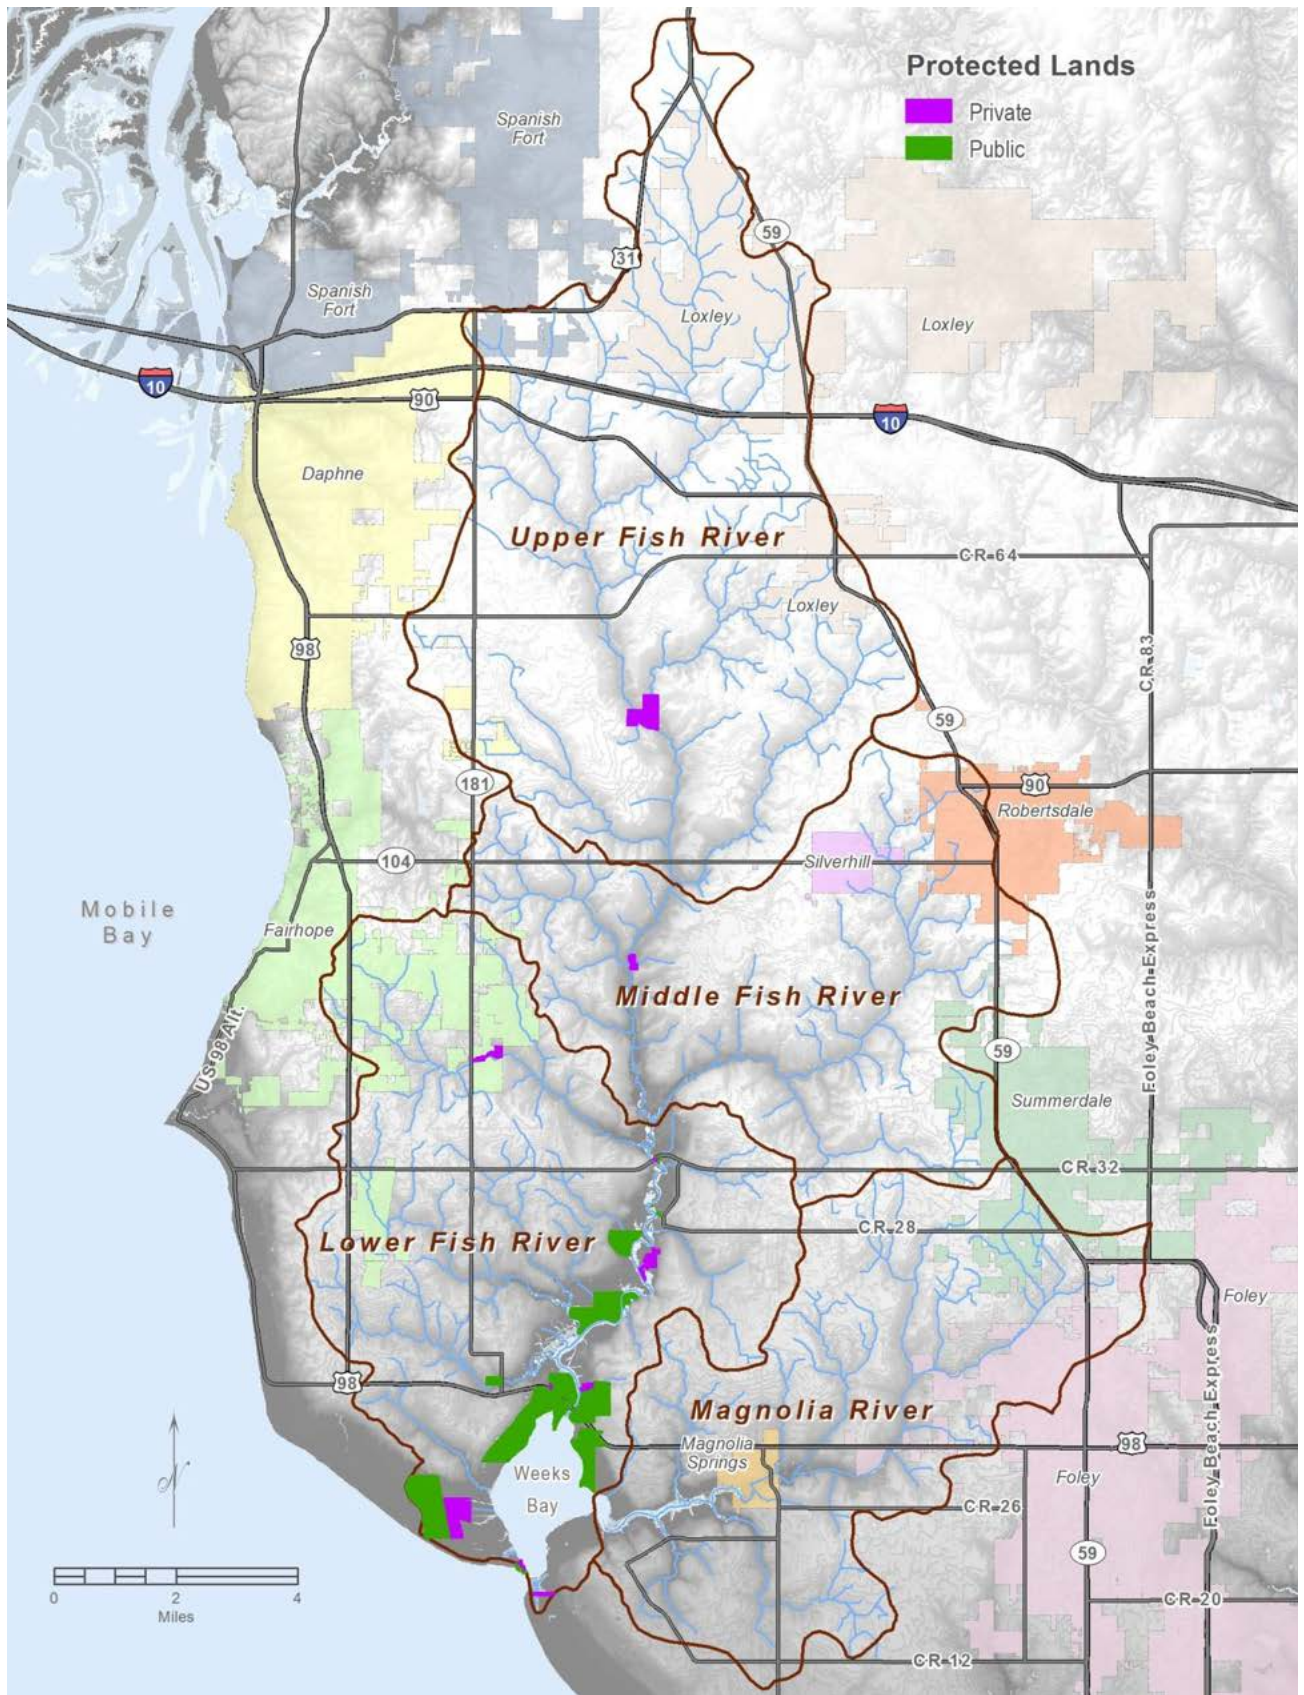 Protected Lands
Private
Public
Spanish
Fort
59
31
Spanish
Fort
Loxley
Loxley
10
90
10
Daphne
Upper Fish River
CR 64
Loxley
98
CR 83
59
181
90
Robertsdale
104
Silverhill
Mobile
Bay
Fairhope
Middle Fish River
Foley Beach Express
US 98 Alt.
59
Summerdale
CR 32
CR 28
Lower Fish River
Foley
98
Magnolia River
Magnolia
Springs
98
Foley
Foley Beach Express
Weeks
Bay
CR 26
N
59
0 2 4
Miles
CR 20
CR 12